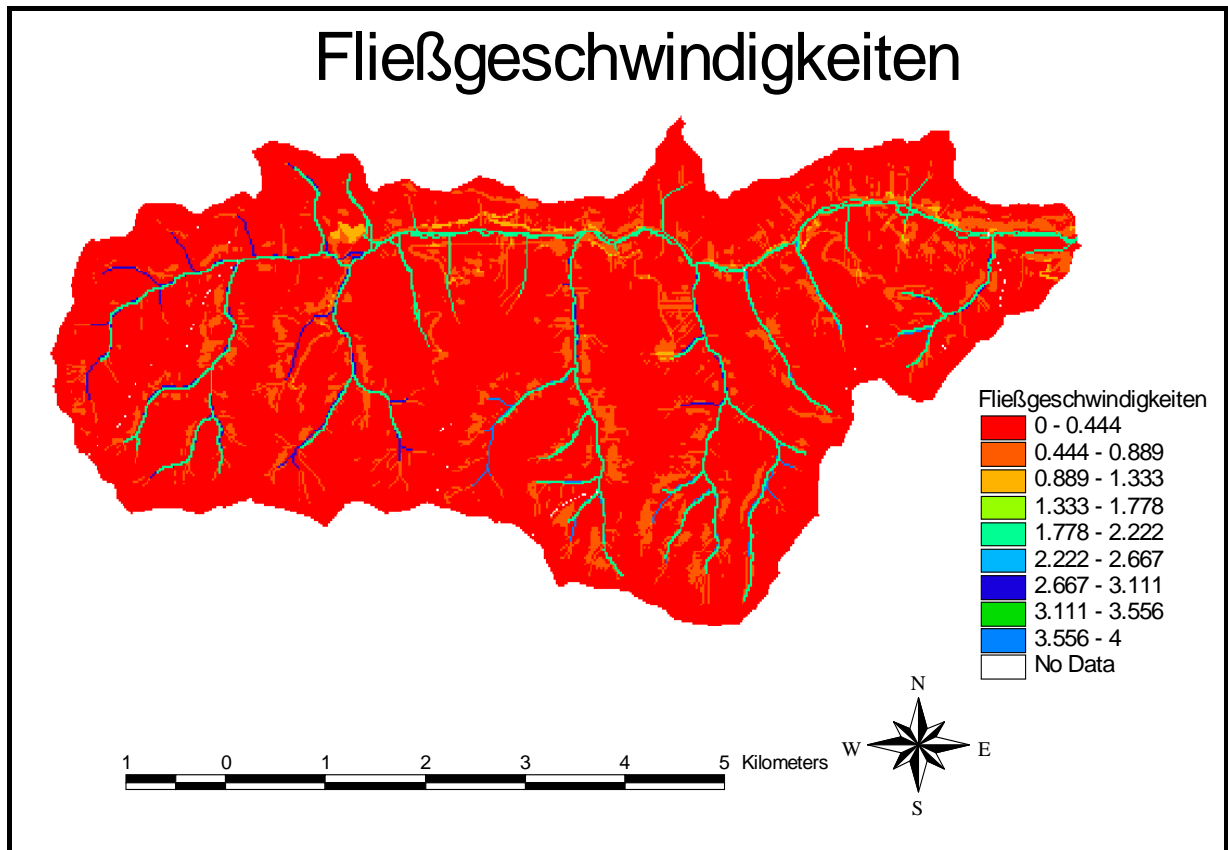 Fließgeschwindigkeiten
Fließgeschwindigkeiten
0 - 0.444
0.444 - 0.889
0.889 - 1.333
1.333 - 1.778
1.778 - 2.222
2.222 - 2.667
2.667 - 3.111
3.111 - 3.556
3.556 - 4
No Data
N
W E
S
1 0 1 2 3 4 5 Kilometers